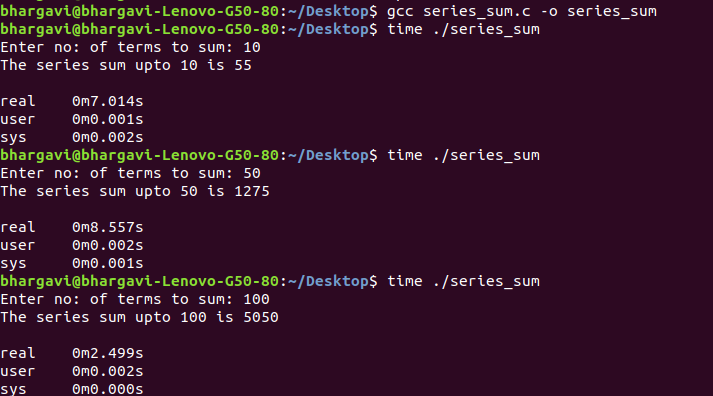 bhargavi@bhargavi-Lenovo-G50-80:~/Desktop$ gcc series_sum.c -o series_sum
bhargavi@bhargavi-Lenovo-G50-80:~/Desktop$ time ./series_sum
Enter no: of terms to sum: 10
The series sum upto 10 is 55
real 0m7.014s
user 0m0.001s
sys 0m0.002s
bhargavi@bhargavi-Lenovo-G50-80:~/Desktop$ time ./series_sum
Enter no: of terms to sum: 50
The series sum upto 50 is 1275
real 0m8.557s
user 0m0.002s
sys 0m0.001s
bhargavi@bhargavi-Lenovo-G50-80:~/Desktop$ time ./series_sum
Enter no: of terms to sum: 100
The series sum upto 100 is 5050
real 0m2.499s
user 0m0.002s
sys 0m0.000s